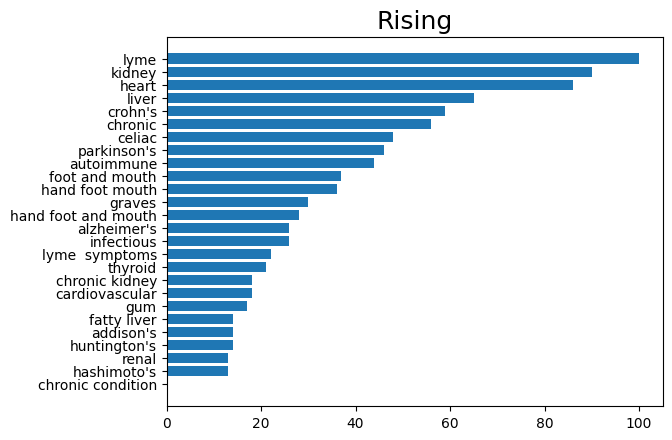 Rising
lyme
kidney
heart
liver
crohn's
chronic
celiac
parkinson's
autoimmune
foot and mouth
hand foot mouth
graves
hand foot and mouth
alzheimer's
infectious
lyme  symptoms
thyroid
chronic kidney
cardiovascular
gum
fatty liver
addison's
huntington's
renal
hashimoto's
chronic condition
0 20 40 60 80 100